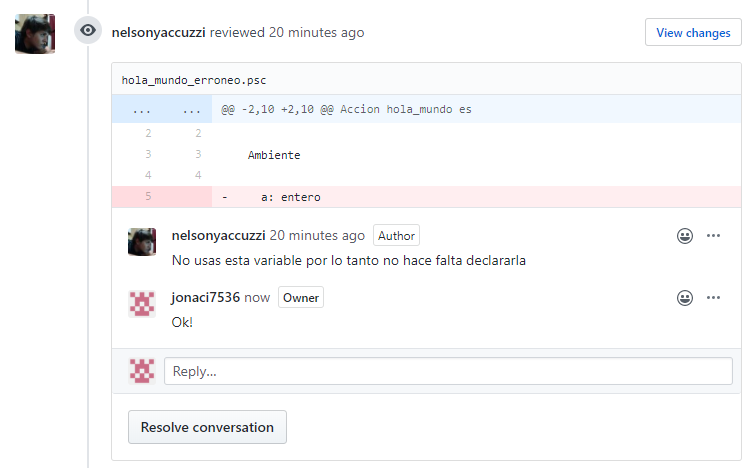 nelsonyaccuzzi reviewed 20 minutes ago
View changes
hola_mundo_erroneo.psc
... ... @@ -2,10 +2,10 @@ Accion hola_mundo es
2 2
3 3 Ambiente
4 4
5 - a: entero
nelsonyaccuzzi 20 minutes ago Author
No usas esta variable por lo tanto no hace falta declararla
jonaci7536 now Owner
Ok!
Reply...
Resolve conversation